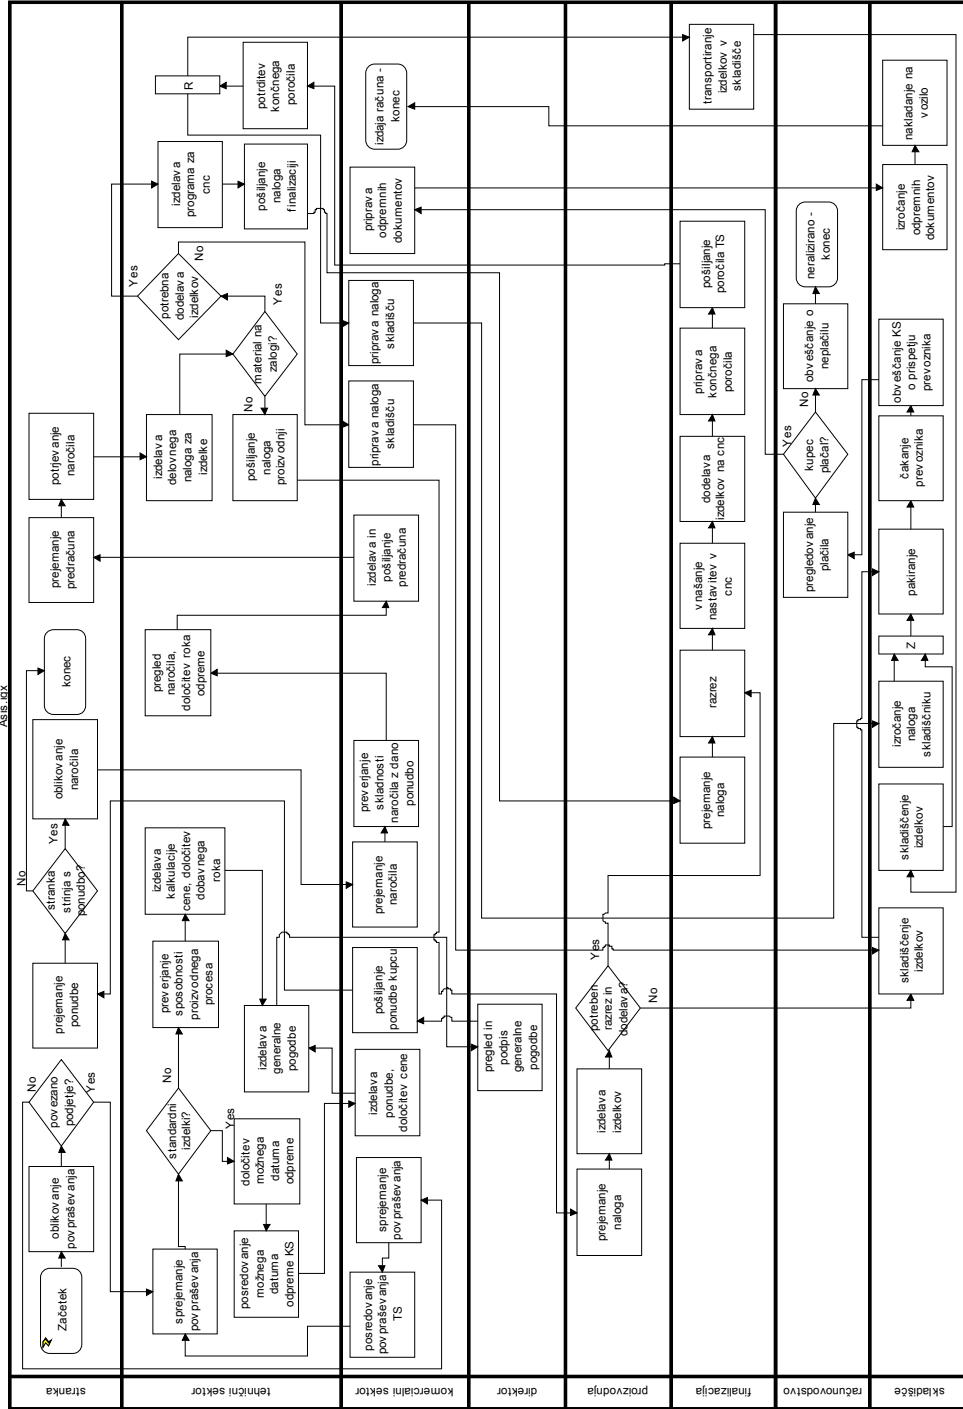 Asis.igx
stranka
Začetek
oblikovanje
povpraševanja
povezano
podjetje?
No
Yes
prejemanje
ponudbe
stranka
strinja s
ponudbo?
No
Yes
oblikovanje
naročila
konec
prejemanje
predračuna
potrjevanje
naročila
tehnični sektor
sprejemanje
povpraševanja
standardni
izdelki?
No
Yes
določitev
možnega
datuma
odpreme
posredovanje
možnega
datuma
odpreme KS
preverjanje
sposobnosti
proizvodnega
procesa
izdelava
kalkulacije
cene, določitev
dobavnega
roka
izdelava
generalne
pogodbe
pregled
naročila,
določitev roka
odpreme
izdelava
delovnega
naloga za
izdelke
material na
zalogi?
No
Yes
pošiljanje
naloga
proizvodnji
potrebna
dodelava
izdelkov
Yes
No
izdelava
programa za
cnc
pošiljanje
naloga
finalizaciji
R
potrditev
končnega
poročila
komercialni sektor
posredovanje
povpraševanja
TS
sprejemanje
povpraševanja
izdelava
ponudbe,
določitev cene
pošiljanje
ponudbe kupcu
prejemanje
naročila
preverjanje
skladnosti
naročila z dano
ponudbo
izdelava in
pošiljanje
predračuna
priprava naloga
skladišču
priprava naloga
skladišču
priprava
odpremnih
dokumentov
izdaja računa -
konec
direktor
pregled in
podpis
generalne
pogodbe
proizvodnja
prejemanje
naloga
izdelava
izdelkov
potreben
razrez in
dodelava?
Yes
No
finalizacija
prejemanje
naloga
razrez
vnašanje
nastavitev v
cnc
dodelava
izdelkov na cnc
priprava
končnega
poročila
pošiljanje
poročila TS
transportiranje
izdelkov v
skladišče
računovodstvo
pregledovanje
plačila
kupec
plačal?
Yes
No
obveščanje o
neplačilu
neralizirano -
konec
skladišče
skladiščenje
izdelkov
skladiščenje
izdelkov
izročanje
naloga
skladiščniku
Z
pakiranje
čakanje
prevoznika
obveščanje KS
o prispetju
prevoznika
izročanje
odpremnih
dokumentov
nakladanje na
vozilo